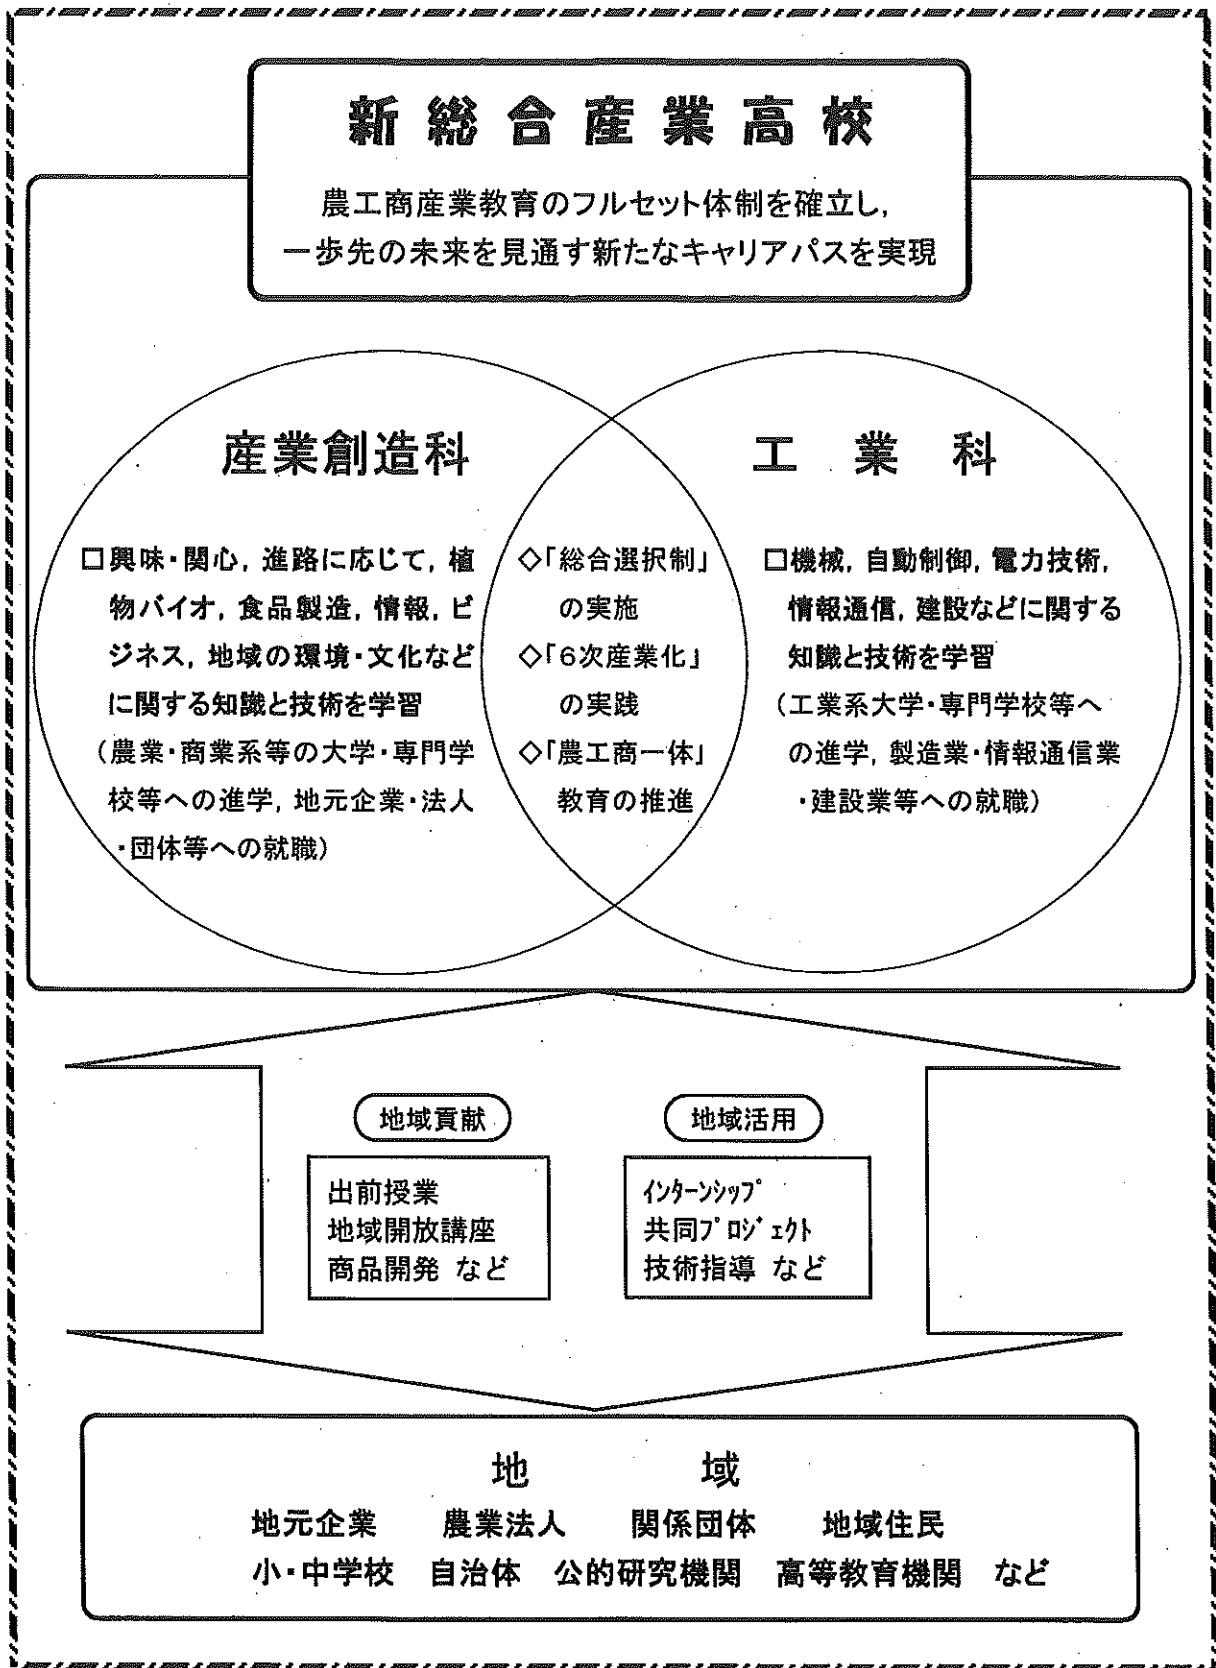 新総合産業高校
農工商産業教育のフルセット体制を確立し,
一歩先の未来を見通す新たなキャリアパスを実現
産業創造科
□興味・関心, 進路に応じて, 植
物バイオ, 食品製造, 情報, ビ
ジネス, 地域の環境・文化など
に関する知識と技術を学習
(農業・商業系等の大学・専門学
校等への進学, 地元企業・法人
・団体等への就職)
◇「総合選択制」
の実施
◇「6次産業化」
の実践
◇「農工商一体」
教育の推進
工業科
□機械, 自動制御, 電力技術,
情報通信, 建設などに関する
知識と技術を学習
(工業系大学・専門学校等へ
の進学, 製造業・情報通信業
・建設業等への就職)
地域貢献
出前授業
地域開放講座
商品開発 など
地域活用
インターンシップ
共同プロジェクト
技術指導 など
地 域
地元企業 農業法人 関係団体 地域住民
小・中学校 自治体 公的研究機関 高等教育機関 など